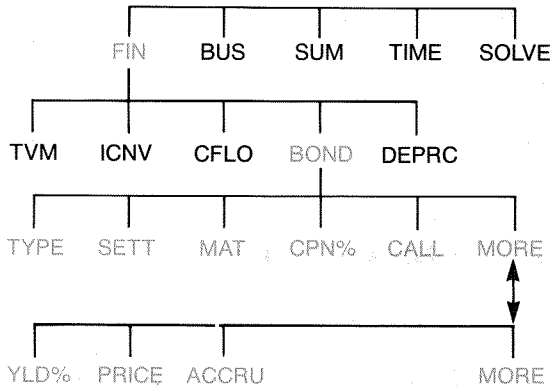 FIN BUS SUM TIME SOLVE
TVM ICNV CFLO BOND DEPRC
TYPE SETT MAT CPN% CALL MORE
YLD% PRICE ACCRU MORE